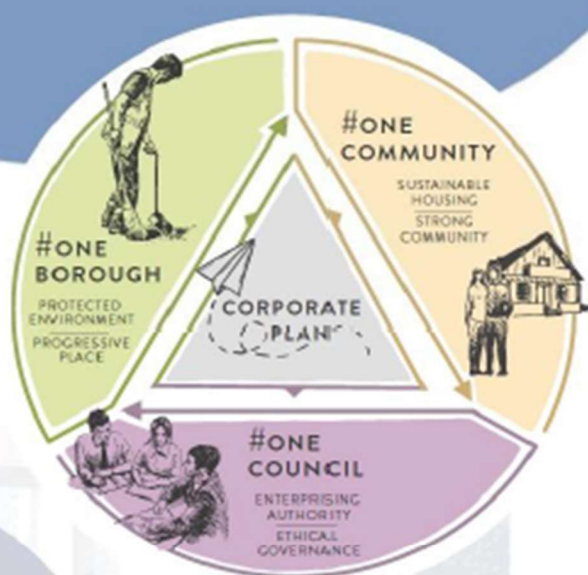 #ONE
BOROUGH
PROTECTED
ENVIRONMENT
PROGRESSIVE
PLACE
#ONE
COMMUNITY
SUSTAINABLE
HOUSING
STRONG
COMMUNITY
CORPORATE
PLAN
#ONE
COUNCIL
ENTERPRISING
AUTHORITY
ETHICAL
GOVERNANCE